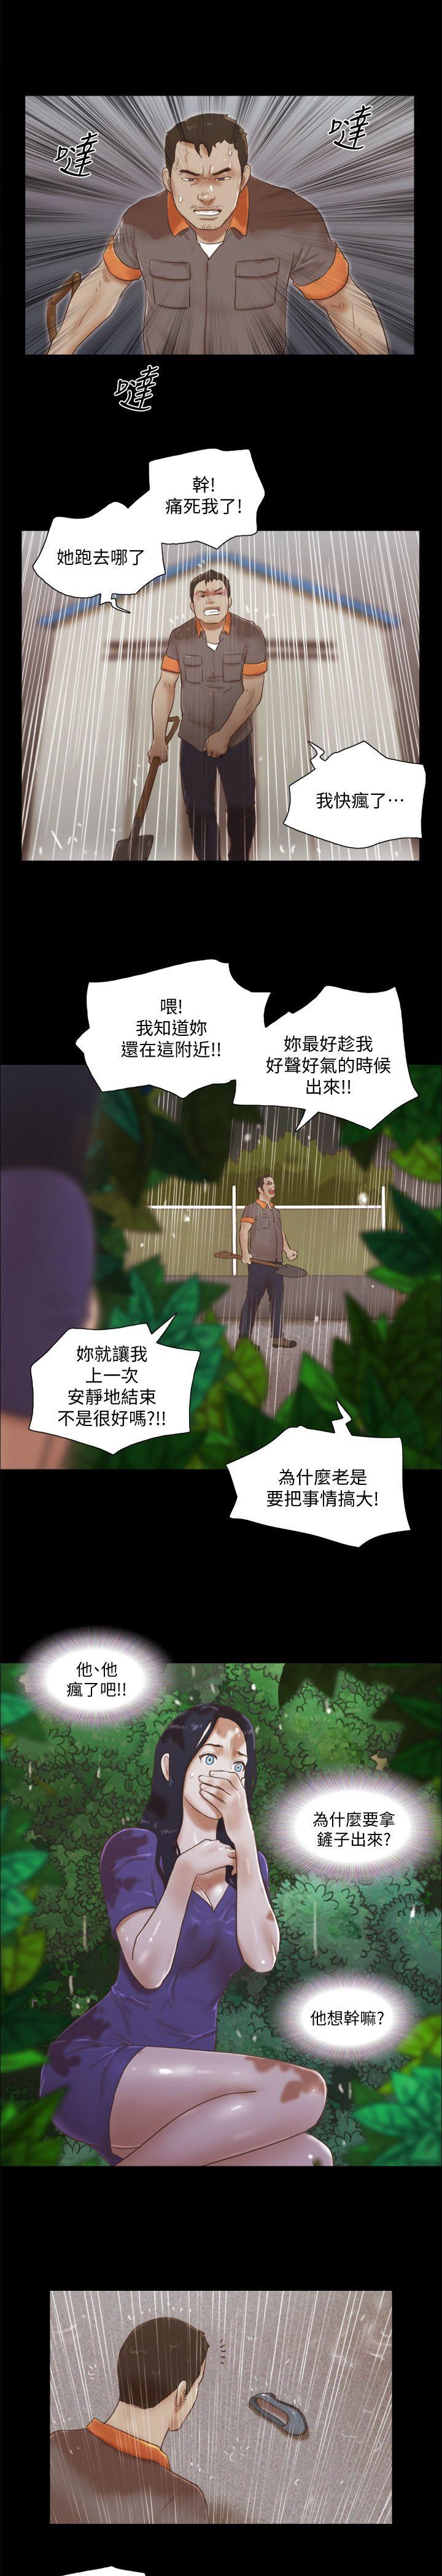 噠
噠
噠
幹!
痛死我了!
她跑去哪了
我快瘋了…
喂!
我知道妳
還在這附近!!
妳最好趁我
好聲好氣的時候
出來!!
妳就讓我
上一次
安靜地結束
不是很好嗎?!!
為什麼老是
要把事情搞大!
他、他
瘋了吧!!
為什麼要拿
鏟子出來?
他想幹嘛?